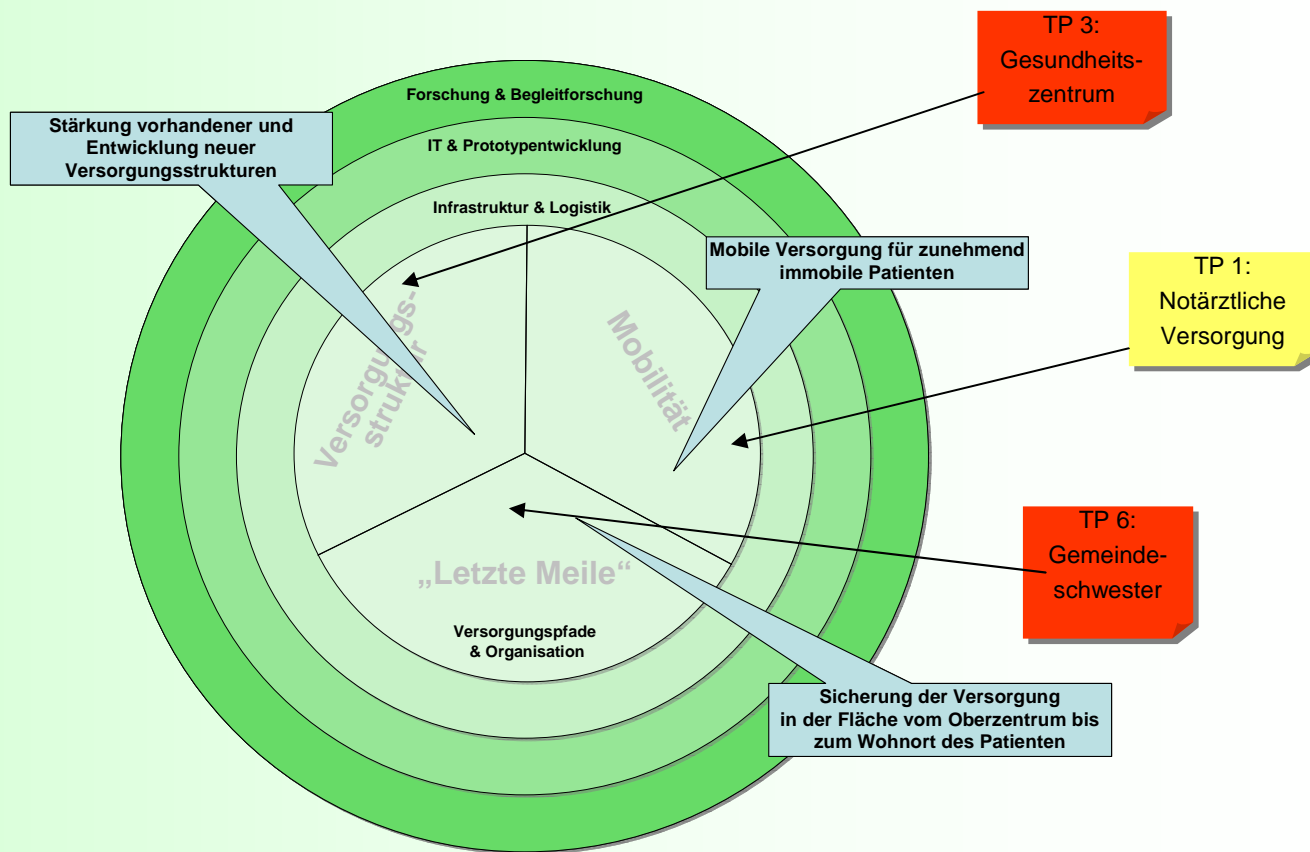 TP 3:
Gesundheits-
zentrum
Forschung & Begleitforschung
Stärkung vorhandener und
Entwicklung neuer
Versorgungsstrukturen
IT & Prototypentwicklung
Infrastruktur & Logistik
Mobile Versorgung für zunehmend
immobile Patienten
TP 1:
Notärztliche
Versorgung
Versorgungs-
struktur
Mobilität
TP 6:
Gemeinde-
schwester
„Letzte Meile“
Versorgungspfade
& Organisation
Sicherung der Versorgung
in der Fläche vom Oberzentrum bis
zum Wohnort des Patienten